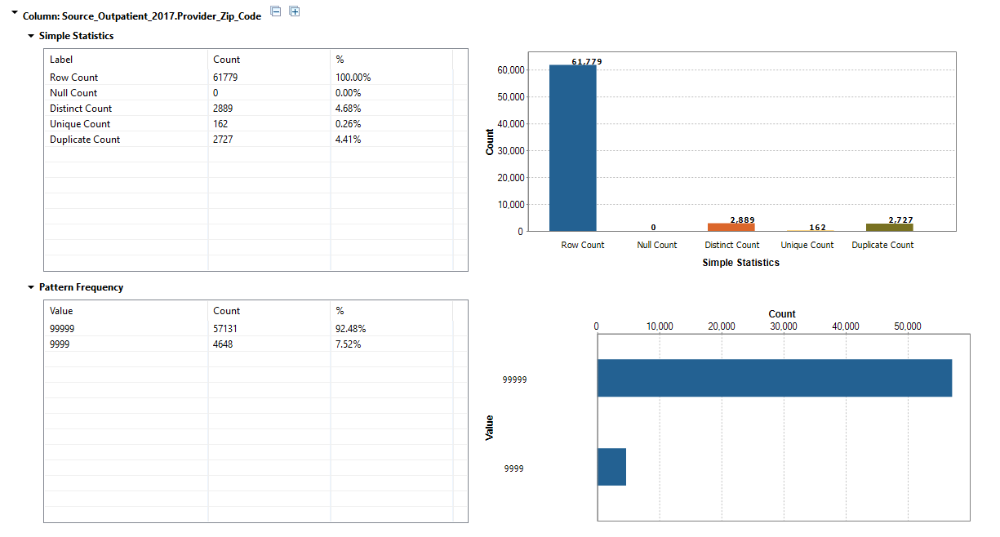 Column: Source_Outpatient_2017.Provider_Zip_Code
Simple Statistics
Label Count %
Row Count 61779 100.00%
Null Count 0 0.00%
Distinct Count 2889 4.68%
Unique Count 162 0.26%
Duplicate Count 2727 4.41%
61,779
60,000
50,000
40,000
30,000
20,000
10,000
0
Count
0 2,889 162 2,727
Row Count Null Count Distinct Count Unique Count Duplicate Count
Simple Statistics
Pattern Frequency
Value Count %
99999 57131 92.48%
9999 4648 7.52%
Count
0 10,000 20,000 30,000 40,000 50,000
99999
Value
9999